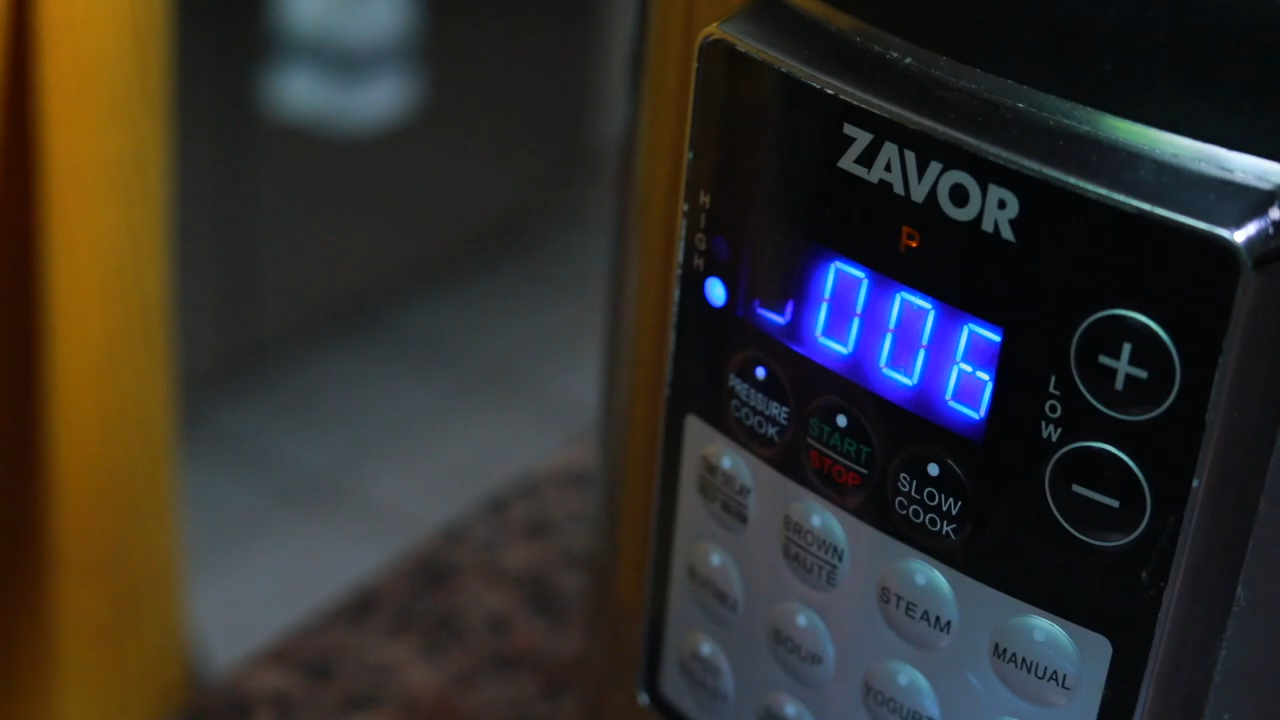 ZAVOR
P
HIGH
006
LOW
PRESSURE
COOK
START
STOP
SLOW
COOK
BROWN
SAUTÉ
STEAM
MANUAL
SOUP
YOGURT